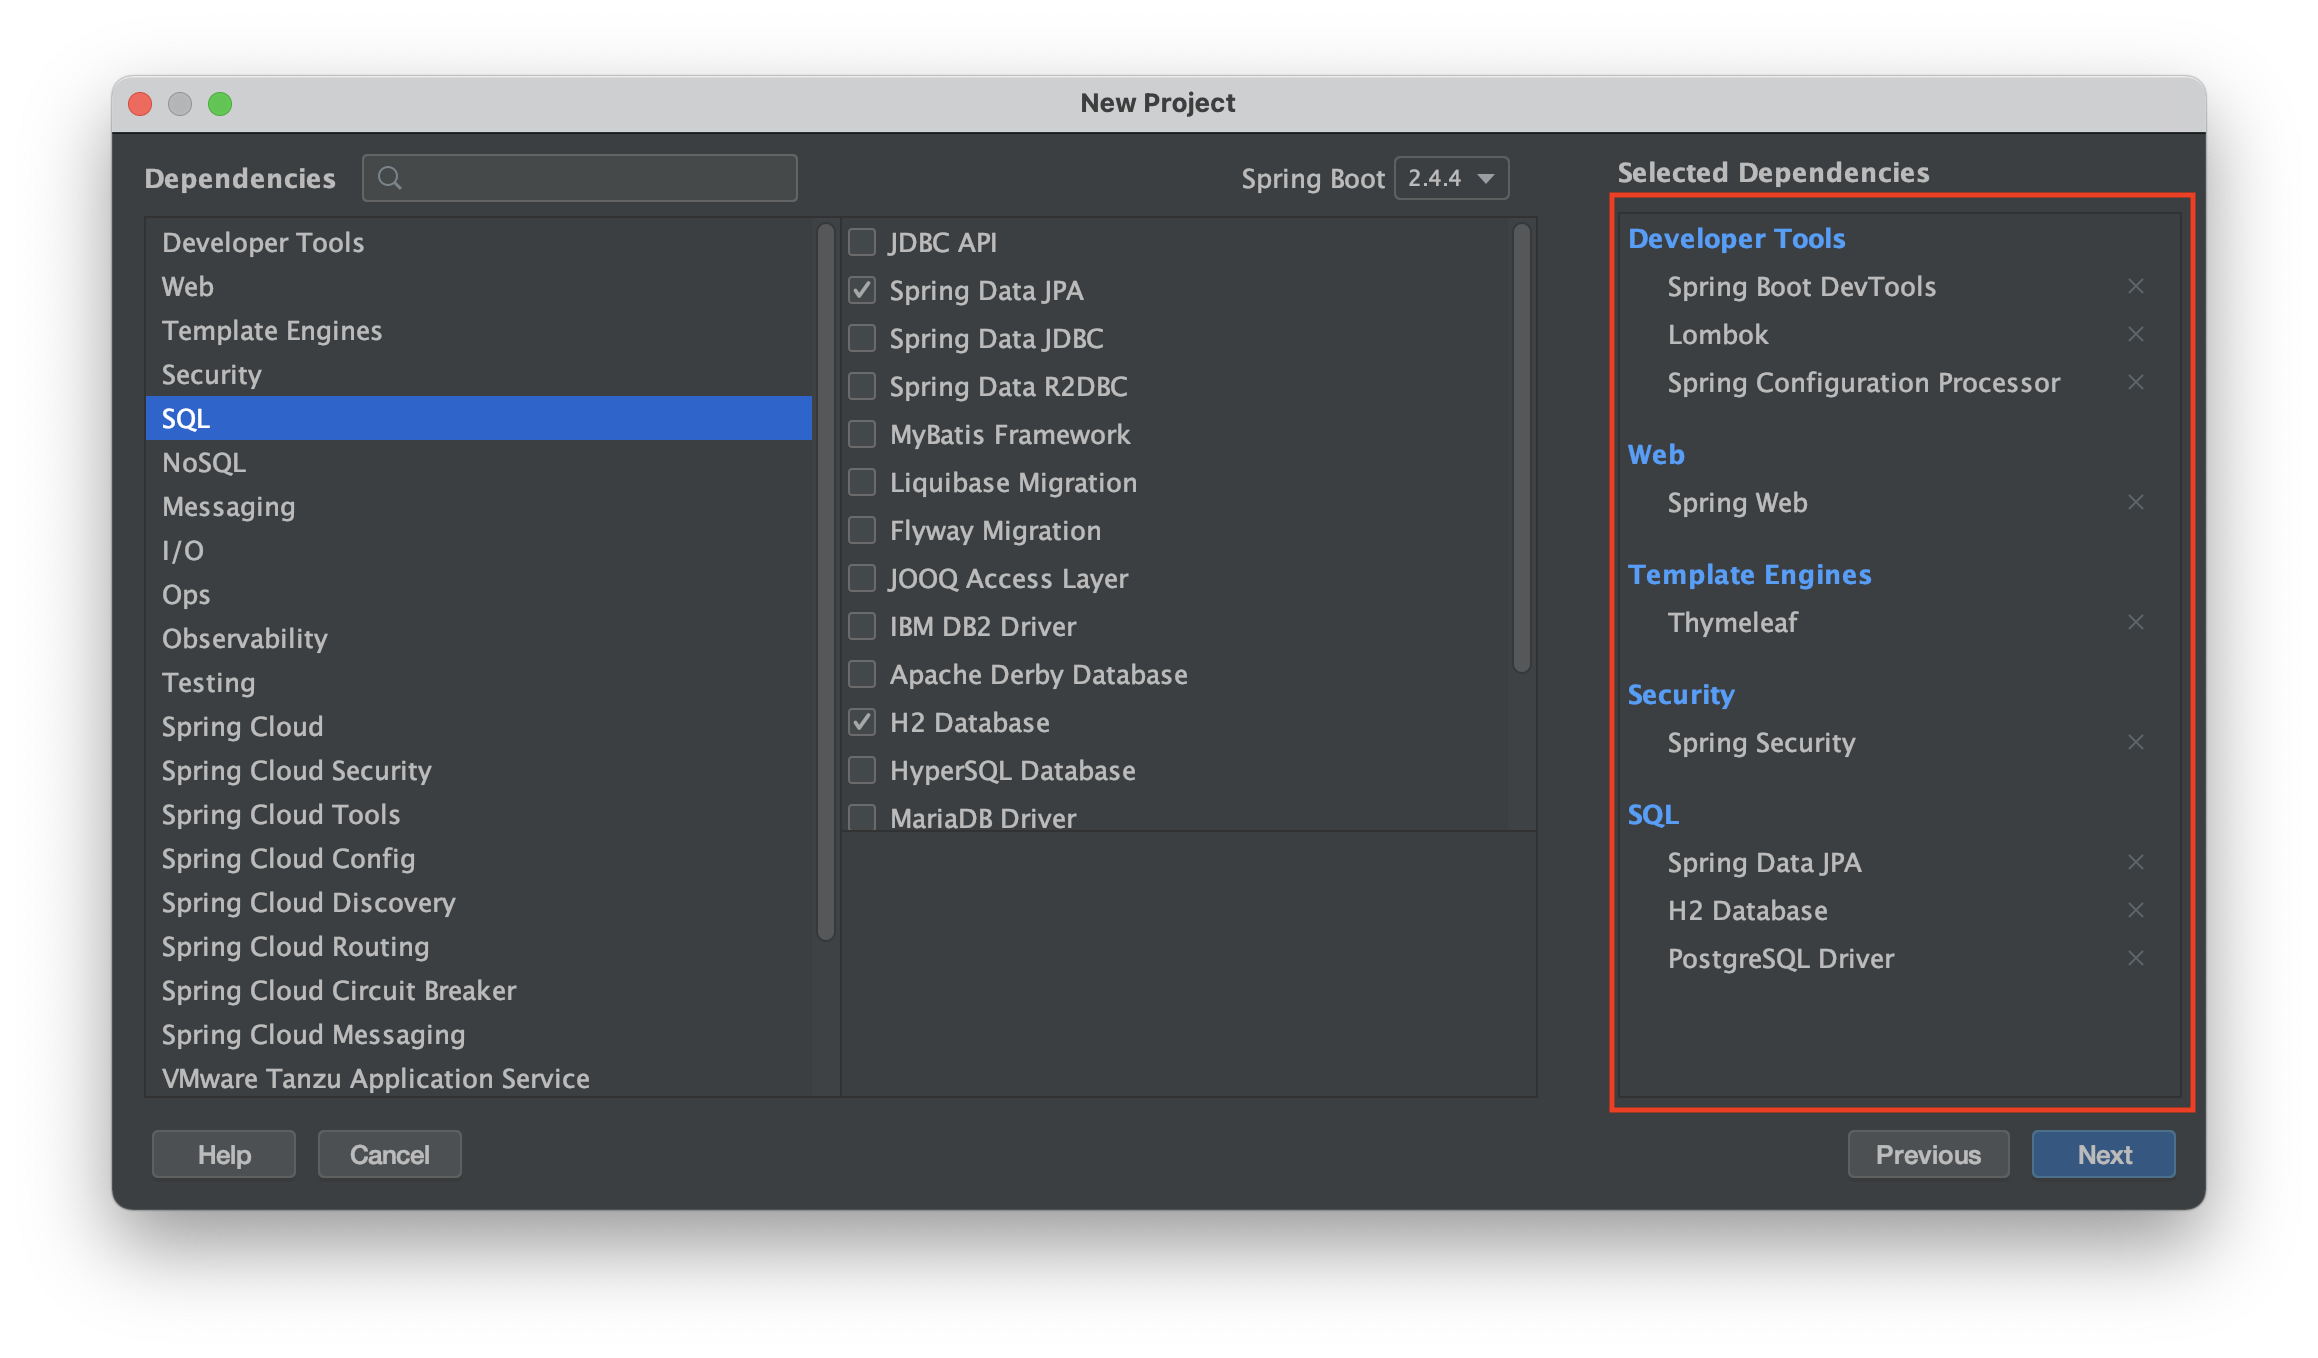 New Project
Dependencies
Spring Boot 2.4.4
Selected Dependencies
Developer Tools
Web
Template Engines
Security
SQL
NoSQL
Messaging
I/O
Ops
Observability
Testing
Spring Cloud
Spring Cloud Security
Spring Cloud Tools
Spring Cloud Config
Spring Cloud Discovery
Spring Cloud Routing
Spring Cloud Circuit Breaker
Spring Cloud Messaging
VMware Tanzu Application Service
JDBC API
Spring Data JPA
Spring Data JDBC
Spring Data R2DBC
MyBatis Framework
Liquibase Migration
Flyway Migration
JOOQ Access Layer
IBM DB2 Driver
Apache Derby Database
H2 Database
HyperSQL Database
MariaDB Driver
Developer Tools
Spring Boot DevTools
Lombok
Spring Configuration Processor
Web
Spring Web
Template Engines
Thymeleaf
Security
Spring Security
SQL
Spring Data JPA
H2 Database
PostgreSQL Driver
Help
Cancel
Previous
Next